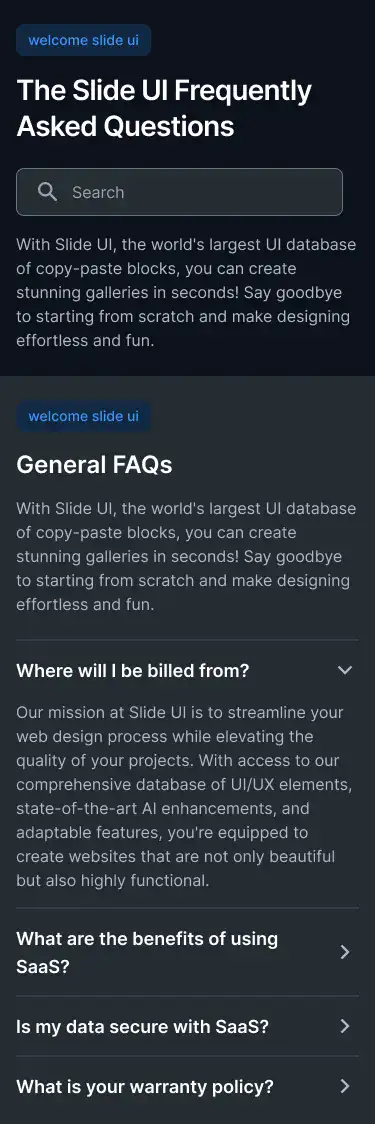 welcome slide ui
The Slide UI Frequently
Asked Questions
Search
With Slide UI, the world's largest UI database
of copy-paste blocks, you can create
stunning galleries in seconds! Say goodbye
to starting from scratch and make designing
effortless and fun.
welcome slide ui
General FAQs
With Slide UI, the world's largest UI database
of copy-paste blocks, you can create
stunning galleries in seconds! Say goodbye
to starting from scratch and make designing
effortless and fun.
Where will I be billed from?
Our mission at Slide UI is to streamline your
web design process while elevating the
quality of your projects. With access to our
comprehensive database of UI/UX elements,
state-of-the-art AI enhancements, and
adaptable features, you're equipped to
create websites that are not only beautiful
but also highly functional.
What are the benefits of using
SaaS?
Is my data secure with SaaS?
What is your warranty policy?